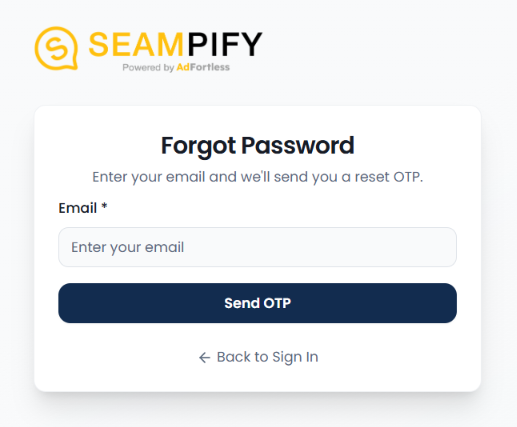 SEAMPIFY
Powered by AdFortless
Forgot Password
Enter your email and we'll send you a reset OTP.
Email *
Enter your email
Send OTP
← Back to Sign In